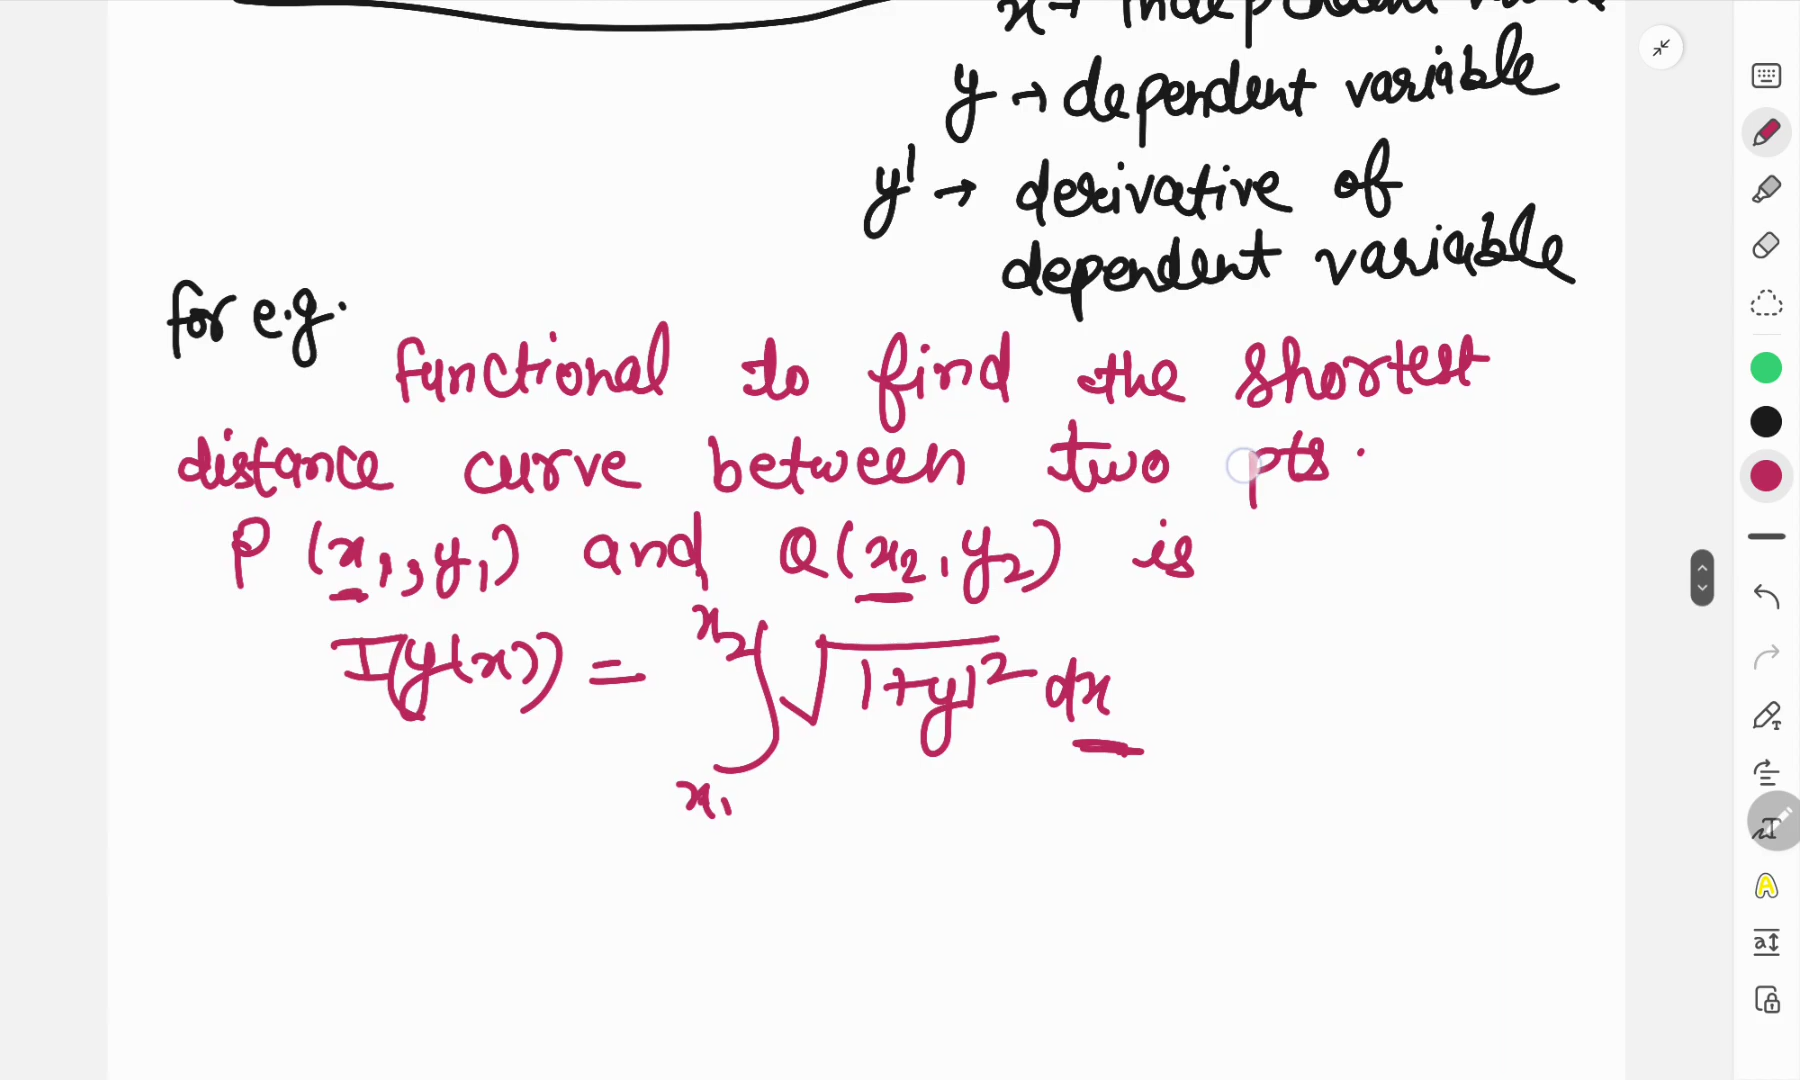 x → independent
y → dependent variable
y' → derivative of
dependent variable
for e.g.
functional to find the shortest
distance curve between two pts.
P (x₁, y₁) and Q(x₂, y₂) is
I(y(x)) = ∫_{x₁}^{x₂} √(1+y'²) dx